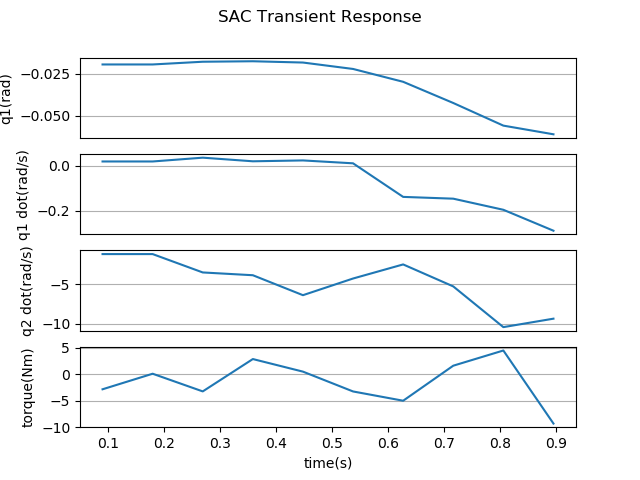 SAC Transient Response
q1(rad)
−0.025
−0.050
q1 dot(rad/s)
0.0
−0.2
q2 dot(rad/s)
−5
−10
torque(Nm)
5
0
−5
−10
0.1 0.2 0.3 0.4 0.5 0.6 0.7 0.8 0.9
time(s)